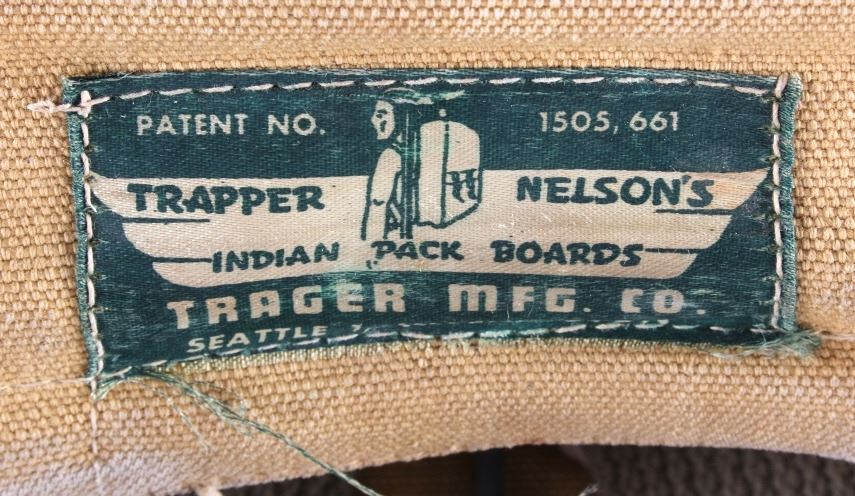 PATENT NO. 1505,661
TRAPPER NELSON'S
INDIAN PACK BOARDS
TRAGER MFG. CO.
SEATTLE